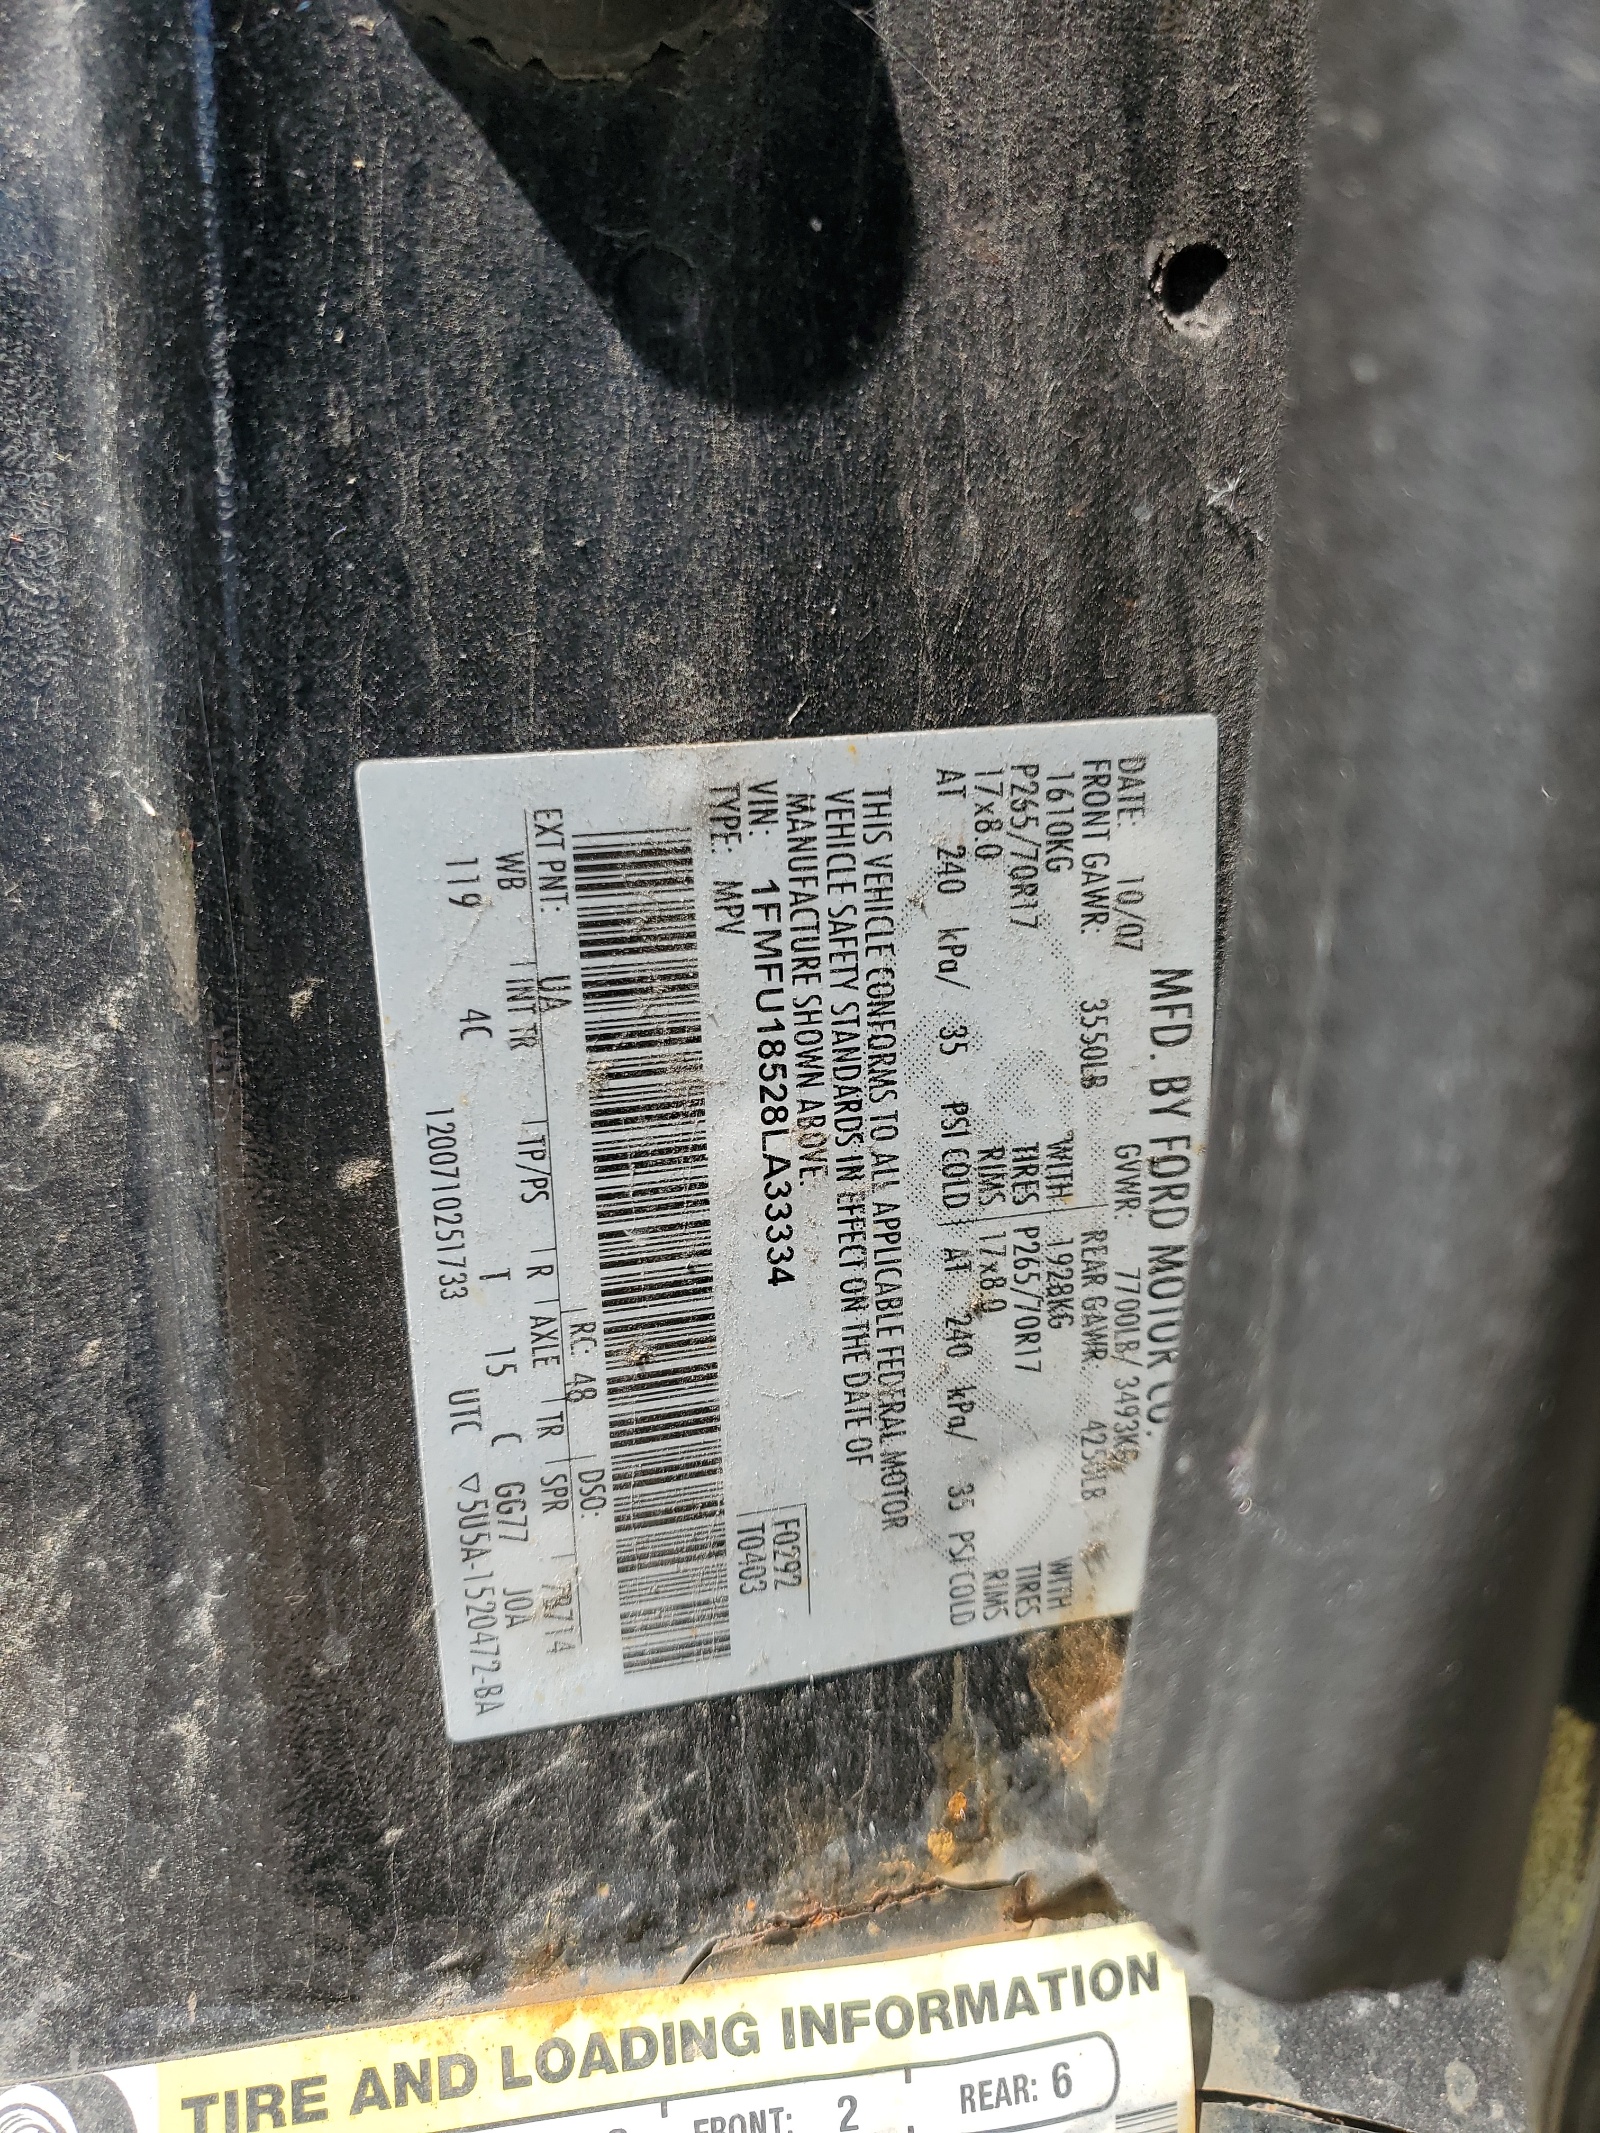 MFD. BY FORD MOTOR CO.
DATE: 10/07 GVWR: 7700LB/ 3493KG
FRONT GAWR: 3550LB REAR GAWR: 4250LB
1610KG WITH 1928KG WITH
P265/70R17 TIRES P265/70R17 TIRES
17x8.0 RIMS 17x8.0 RIMS
AT 240 kPa/ 35 PSI COLD AT 240 kPa/ 35 PSI COLD
THIS VEHICLE CONFORMS TO ALL APPLICABLE FEDERAL MOTOR
VEHICLE SAFETY STANDARDS IN EFFECT ON THE DATE OF
MANUFACTURE SHOWN ABOVE.
VIN: 1FMFU18528LA33334 F0292
TYPE: MPV T0403
EXT PNT: UA RC: 48 DSO:
WB INT TR TP/PS R AXLE TR SPR
119 4C T 15 C GG77 J0A
1200710251733 UTC ▽5U5A-1520472-BA
TIRE AND LOADING INFORMATION
FRONT: 2 REAR: 6